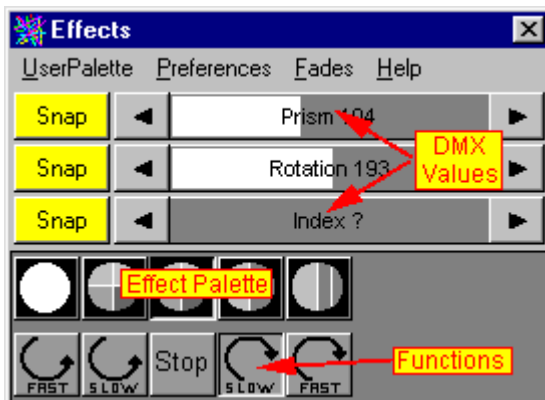 Effects
UserPalette Preferences Fades Help
Snap Prism 104
Snap Rotation 193
Snap Index ?
DMX
Values
Effect Palette
FAST SLOW Stop SLOW FAST
Functions